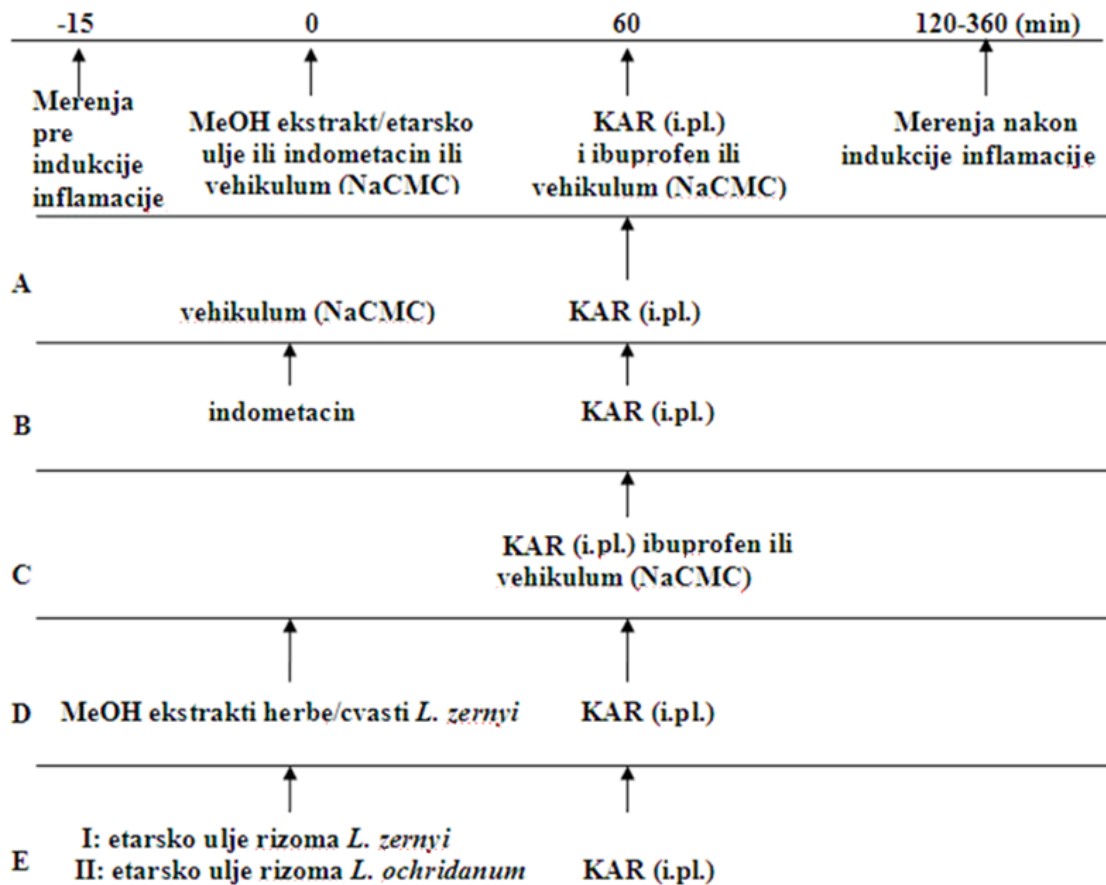 -15 0 60 120-360 (min)
Merenja
pre
indukcije
inflamacije
MeOH ekstrakt/etarsko
ulje ili indometacin ili
vehikulum (NaCMC)
KAR (i.pl.)
i ibuprofen ili
vehikulum (NaCMC)
Merenja nakon
indukcije inflamacije
A
vehikulum (NaCMC) KAR (i.pl.)
B
indometacin KAR (i.pl.)
C
KAR (i.pl.) ibuprofen ili
vehikulum (NaCMC)
D MeOH ekstrakti herbe/cvasti L. zernyi KAR (i.pl.)
E
I: etarsko ulje rizoma L. zernyi
II: etarsko ulje rizoma L. ochridanum KAR (i.pl.)